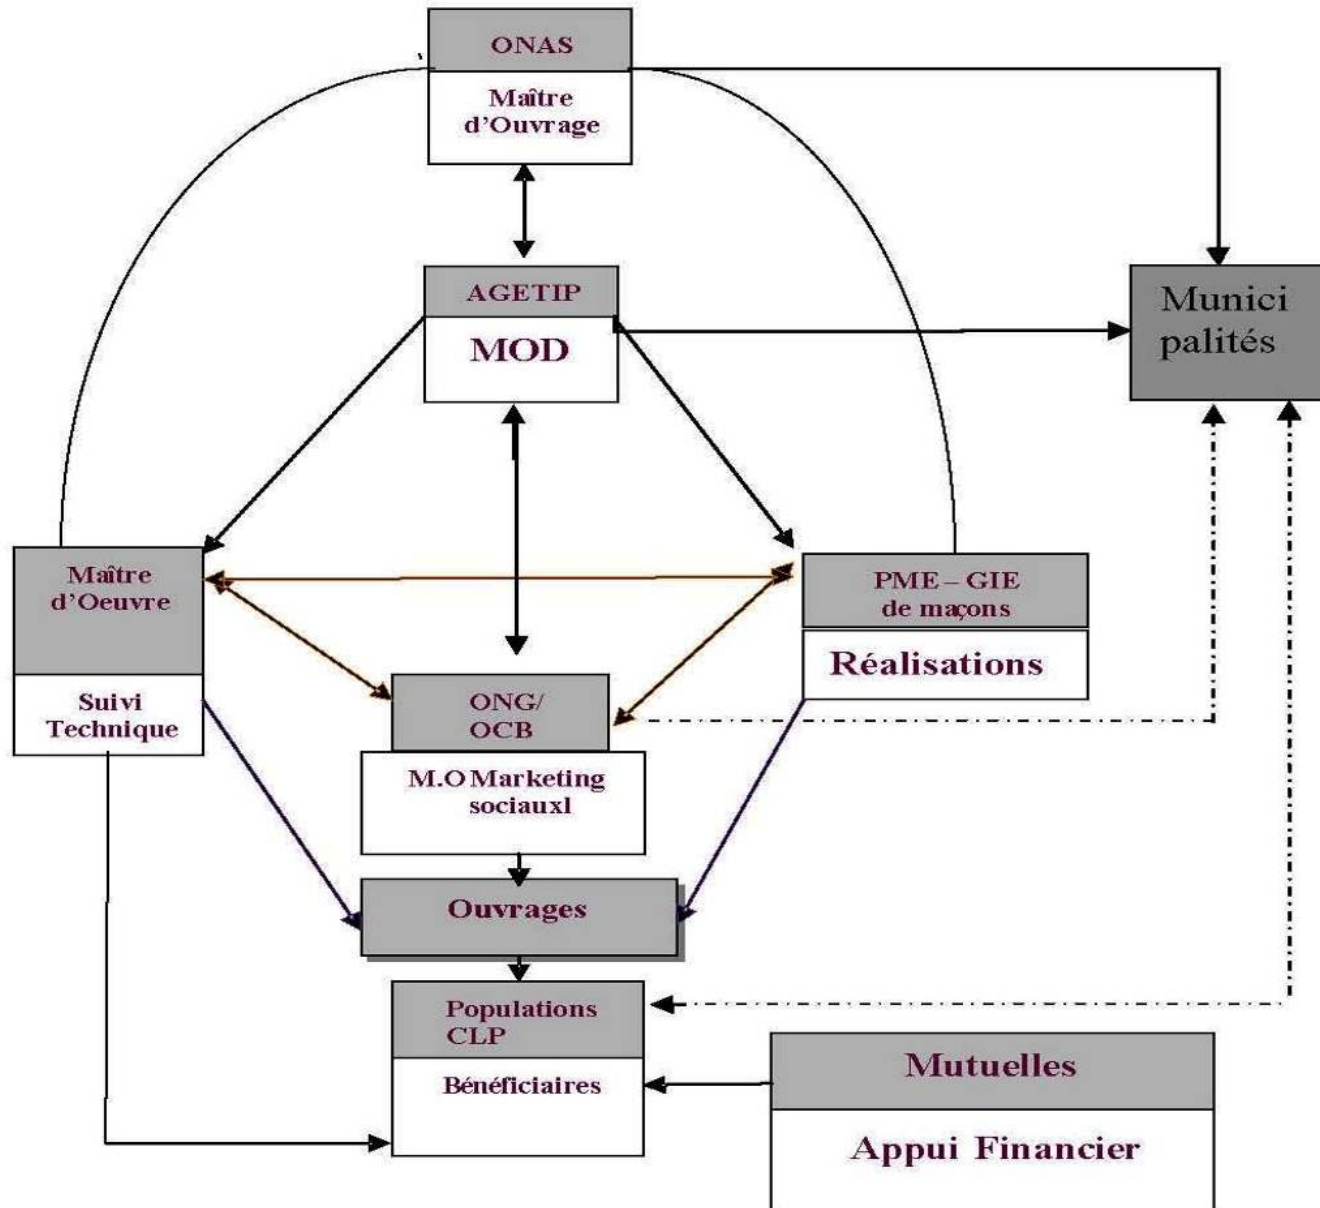 ONAS
Maître
d'Ouvrage
AGETIP
MOD
Munici
palités
Maître
d'Oeuvre
Suivi
Technique
PME – GIE
de maçons
Réalisations
ONG/
OCB
M.O Marketing
sociauxl
Ouvrages
Populations
CLP
Bénéficiaires
Mutuelles
Appui Financier